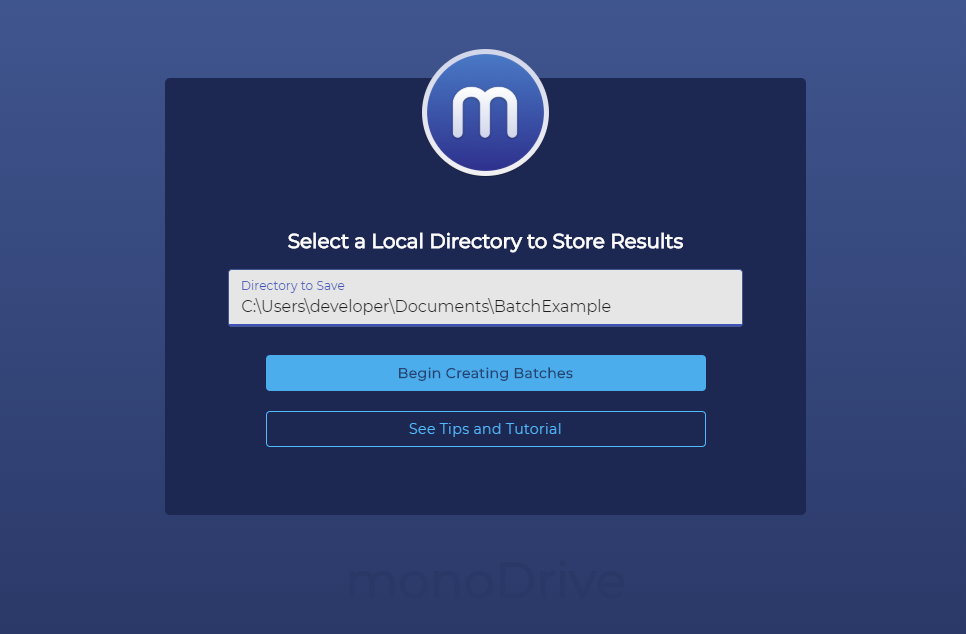 m
Select a Local Directory to Store Results
Directory to Save
C:\Users\developer\Documents\BatchExample
Begin Creating Batches
See Tips and Tutorial
monoDrive